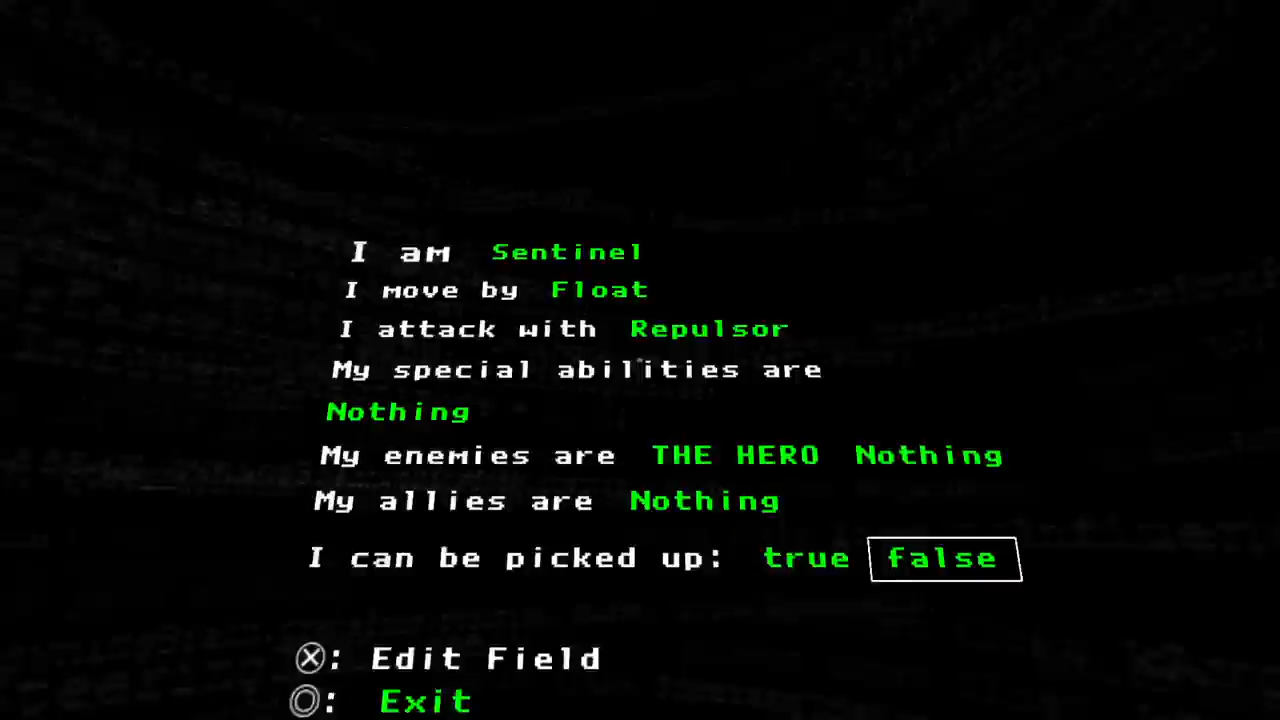 I am Sentinel
I move by Float
I attack with Repulsor
My special abilities are
Nothing
My enemies are THE HERO Nothing
My allies are Nothing
I can be picked up: true false
Ⓧ: Edit Field
◯: Exit